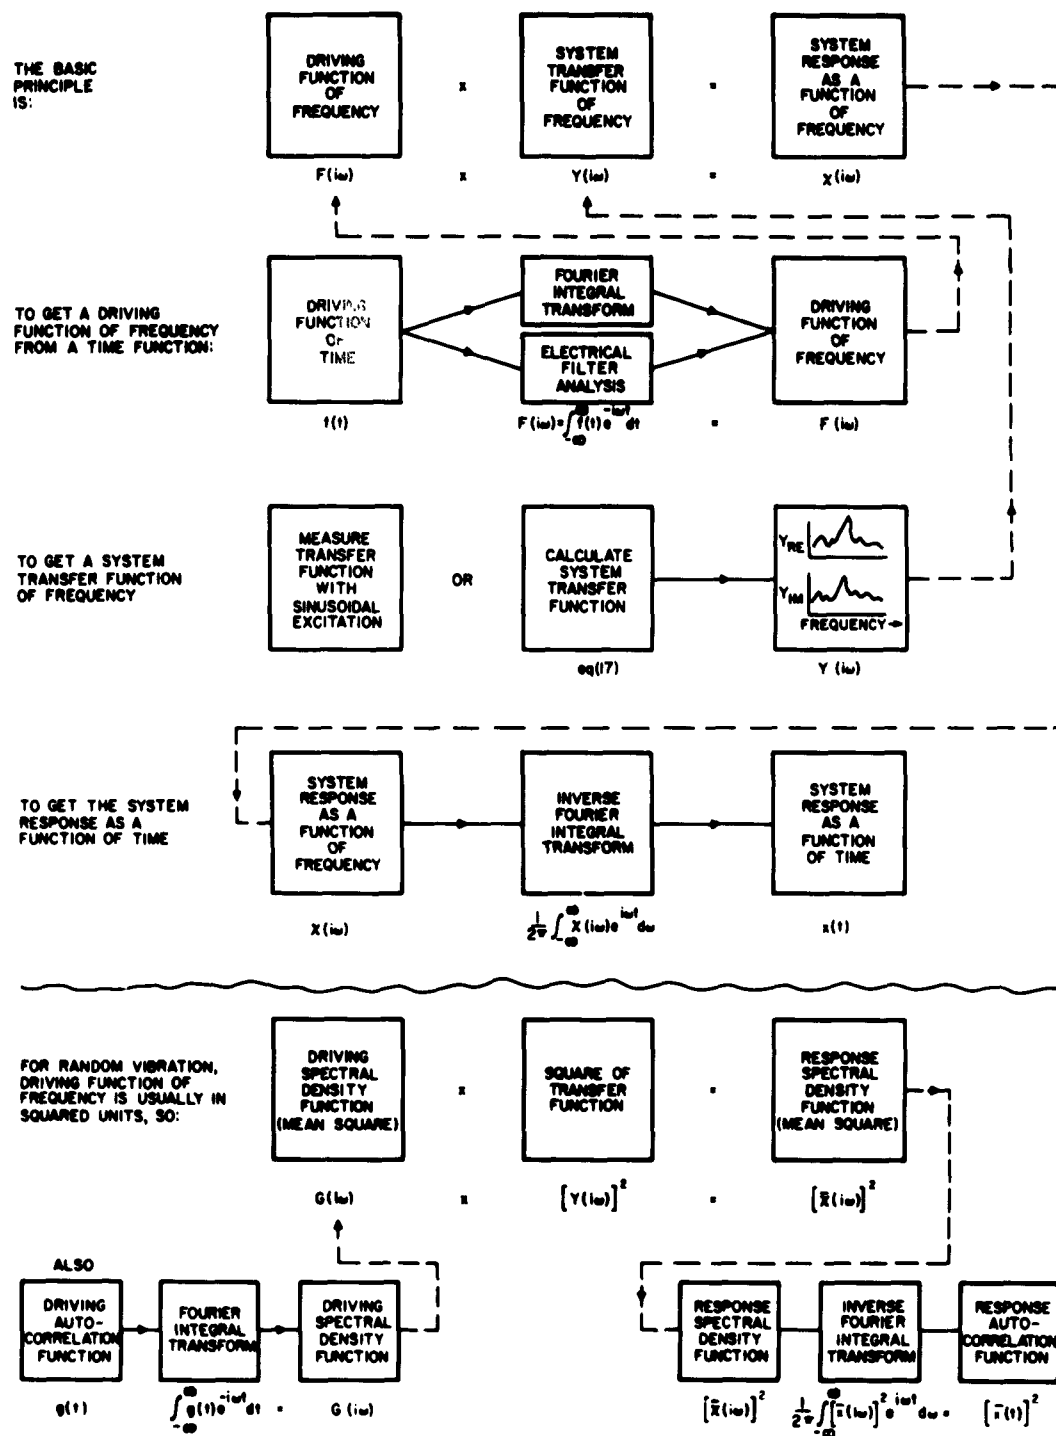 THE BASIC
PRINCIPLE
IS:
DRIVING
FUNCTION
OF
FREQUENCY
x
SYSTEM
TRANSFER
FUNCTION
OF
FREQUENCY
=
SYSTEM
RESPONSE
AS A
FUNCTION
OF
FREQUENCY
F(iω) x Y(iω) = X(iω)
TO GET A DRIVING
FUNCTION OF FREQUENCY
FROM A TIME FUNCTION:
DRIVING
FUNCTION
OF
TIME
FOURIER
INTEGRAL
TRANSFORM
ELECTRICAL
FILTER
ANALYSIS
DRIVING
FUNCTION
OF
FREQUENCY
f(t) F(iω)=∫_{-∞}^{∞} f(t)e^{-iωt}dt = F(iω)
TO GET A SYSTEM
TRANSFER FUNCTION
OF FREQUENCY
MEASURE
TRANSFER
FUNCTION
WITH
SINUSOIDAL
EXCITATION
OR
CALCULATE
SYSTEM
TRANSFER
FUNCTION
Y_RE
Y_IM
FREQUENCY→
eq(17) Y(iω)
TO GET THE SYSTEM
RESPONSE AS A
FUNCTION OF TIME
SYSTEM
RESPONSE
AS A
FUNCTION
OF
FREQUENCY
INVERSE
FOURIER
INTEGRAL
TRANSFORM
SYSTEM
RESPONSE
AS A
FUNCTION
OF TIME
X(iω) 1/2π ∫_{-∞}^{∞} X(iω)e^{iωt}dω x(t)
FOR RANDOM VIBRATION,
DRIVING FUNCTION OF
FREQUENCY IS USUALLY IN
SQUARED UNITS, SO:
DRIVING
SPECTRAL
DENSITY
FUNCTION
(MEAN SQUARE)
x
SQUARE OF
TRANSFER
FUNCTION
=
RESPONSE
SPECTRAL
DENSITY
FUNCTION
(MEAN SQUARE)
G(iω) x [Y(iω)]² = [X̄(iω)]²
ALSO
DRIVING
AUTO-
CORRELATION
FUNCTION
FOURIER
INTEGRAL
TRANSFORM
DRIVING
SPECTRAL
DENSITY
FUNCTION
RESPONSE
SPECTRAL
DENSITY
FUNCTION
INVERSE
FOURIER
INTEGRAL
TRANSFORM
RESPONSE
AUTO-
CORRELATION
FUNCTION
g(t) ∫_{-∞}^{∞} g(t)e^{-iωt}dt = G(iω)
[X̄(iω)]² 1/2π ∫_{-∞}^{∞} [x̄(iω)]² e^{iωt}dω = [x̄(t)]²